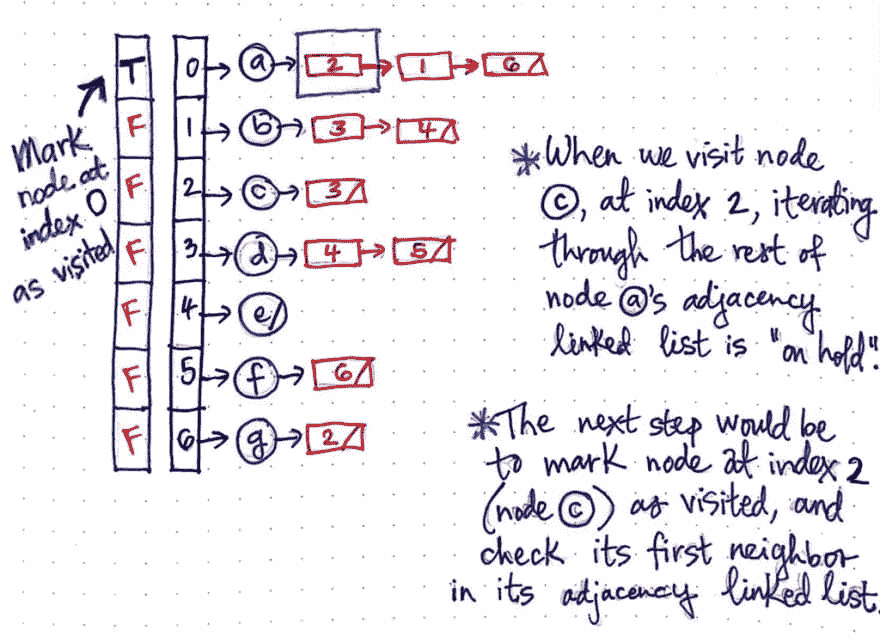 T 0 a 2 1 6
F 1 b 3 4
F 2 c 3
F 3 d 4 5
F 4 e
F 5 f 6
F 6 g 2
Mark
node at
index 0
as visited
*When we visit node
c, at index 2, iterating
through the rest of
node a's adjacency
linked list is "on hold".
*The next step would be
to mark node at index 2
(node c) as visited, and
check its first neighbor
in its adjacency linked list.